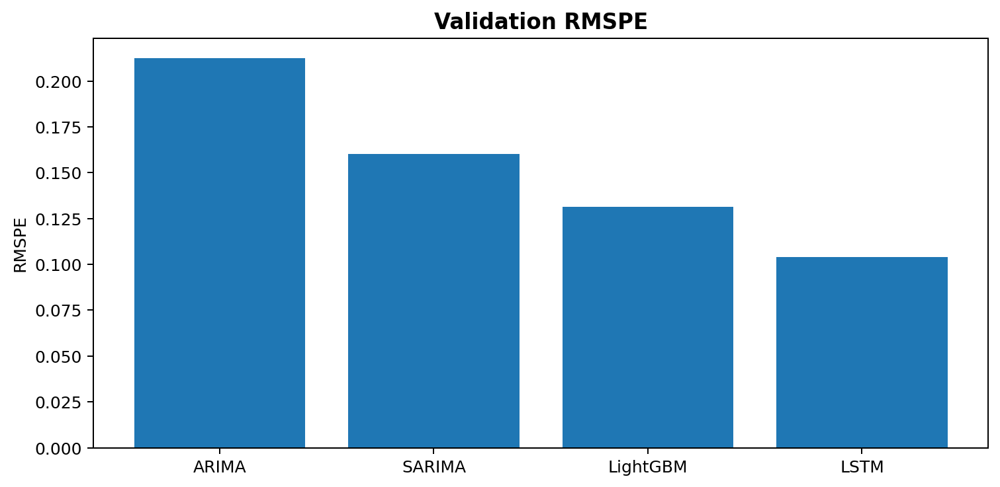 Validation RMSPE
RMSPE
0.200
0.175
0.150
0.125
0.100
0.075
0.050
0.025
0.000
ARIMA
SARIMA
LightGBM
LSTM